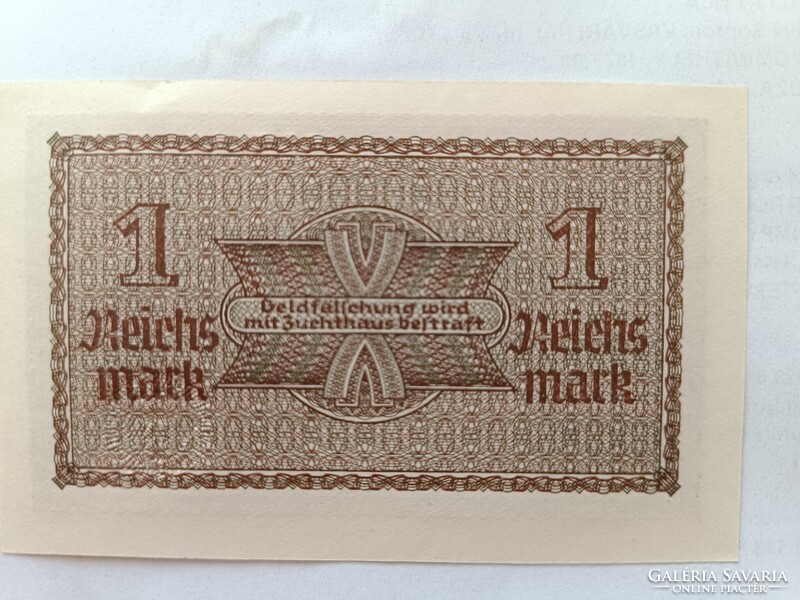 1
Reichs
mark
Geldfälschung wird
mit Zuchthaus bestraft
1
Reichs
mark
GALÉRIA SAVARIA
ONLINE PIACTÉR